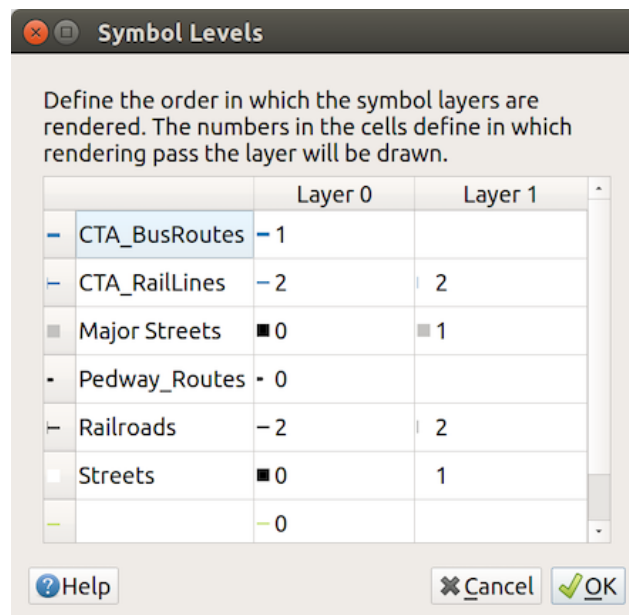 Symbol Levels
Define the order in which the symbol layers are
rendered. The numbers in the cells define in which
rendering pass the layer will be drawn.
Layer 0 Layer 1
CTA_BusRoutes 1
CTA_RailLines 2 2
Major Streets 0 1
Pedway_Routes 0
Railroads 2 2
Streets 0 1
0
Help Cancel OK